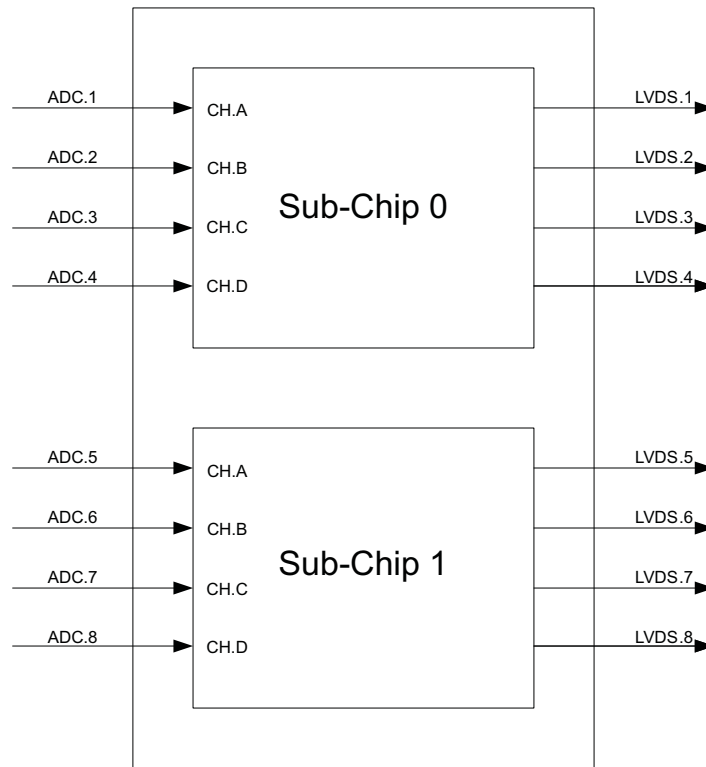 ADC.1
LVDS.1
CH.A
ADC.2
LVDS.2
CH.B
Sub-Chip 0
ADC.3
LVDS.3
CH.C
ADC.4
LVDS.4
CH.D
ADC.5
LVDS.5
CH.A
ADC.6
LVDS.6
CH.B
Sub-Chip 1
ADC.7
LVDS.7
CH.C
ADC.8
LVDS.8
CH.D